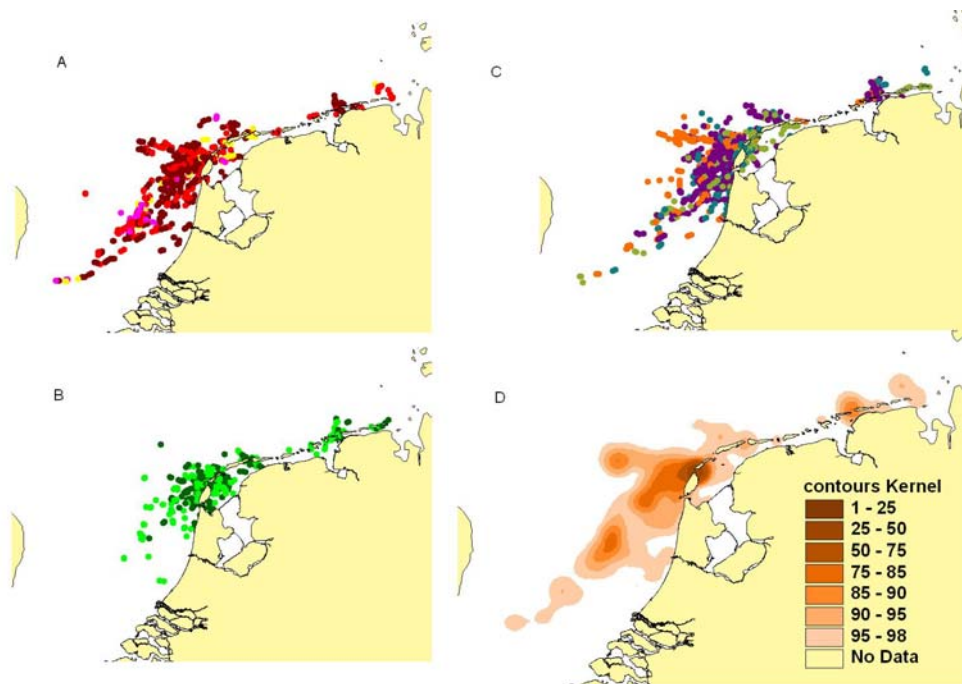 A
C
B
D
contours Kernel
1 - 25
25 - 50
50 - 75
75 - 85
85 - 90
90 - 95
95 - 98
No Data